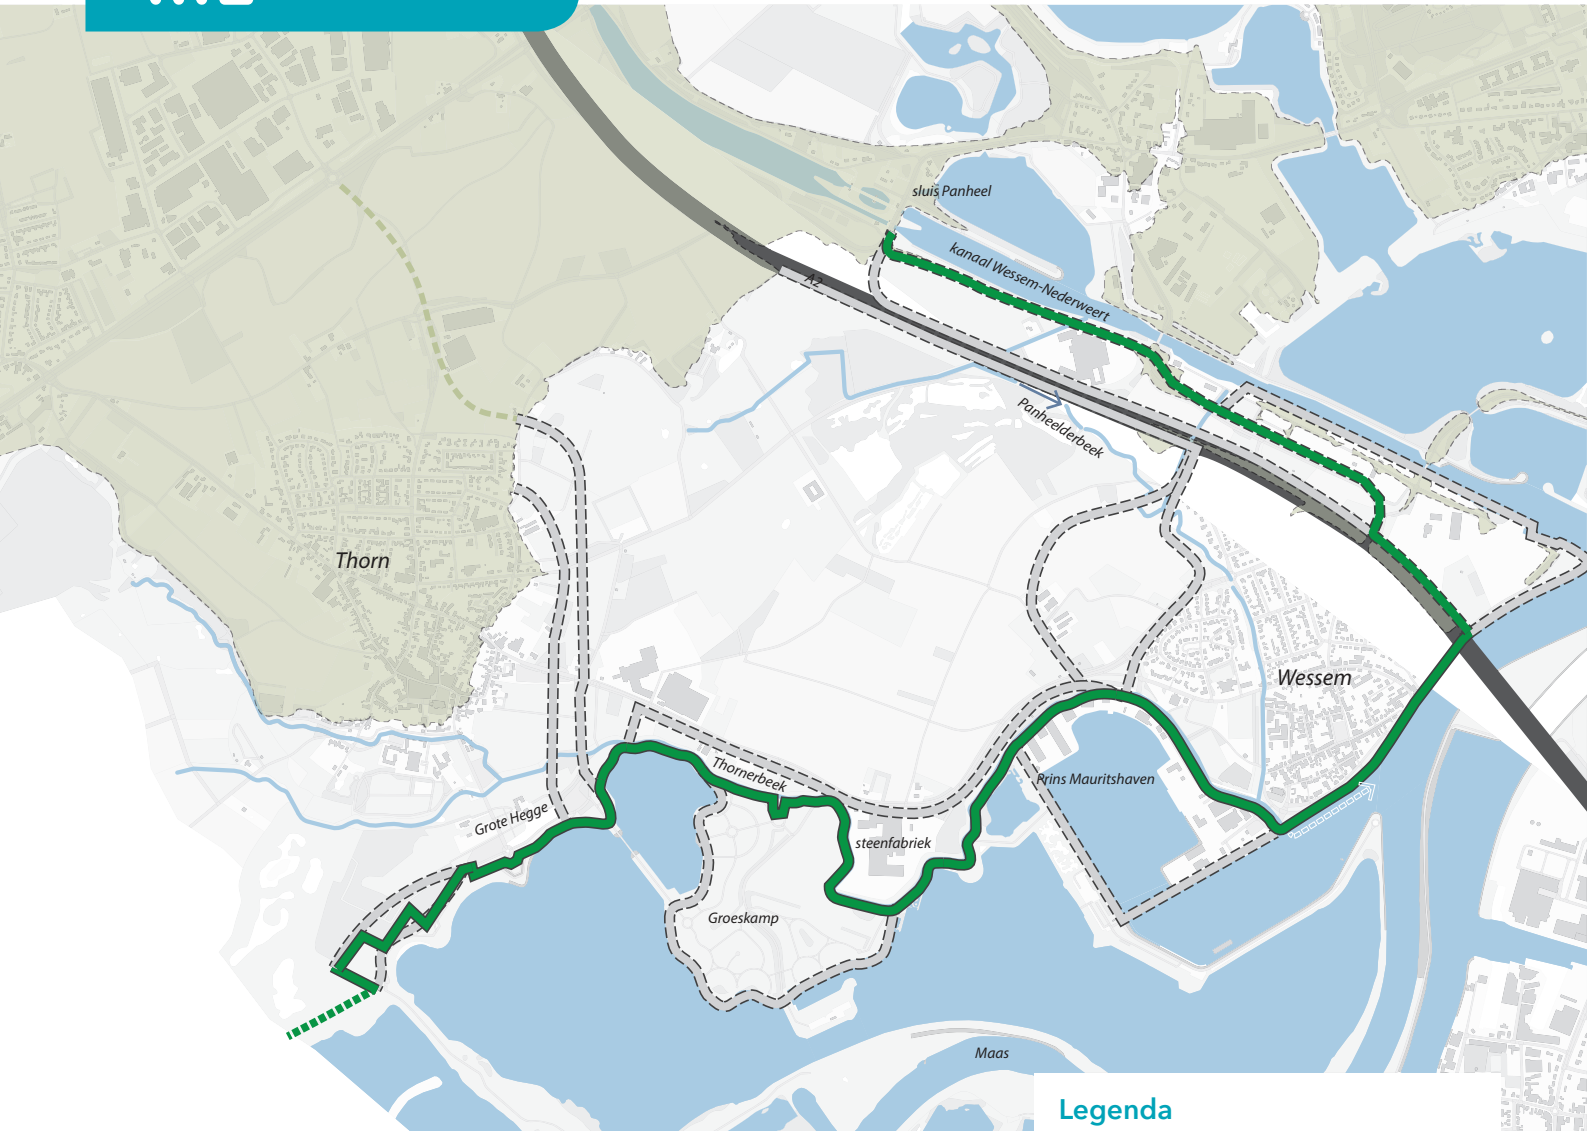 sluis Panheel
kanaal Wessem-Nederweert
A2
Panheelderbeek
Thorn
Wessem
Thornerbeek
Prins Mauritshaven
Grote Hegge
steenfabriek
Groeskamp
Maas
Legenda